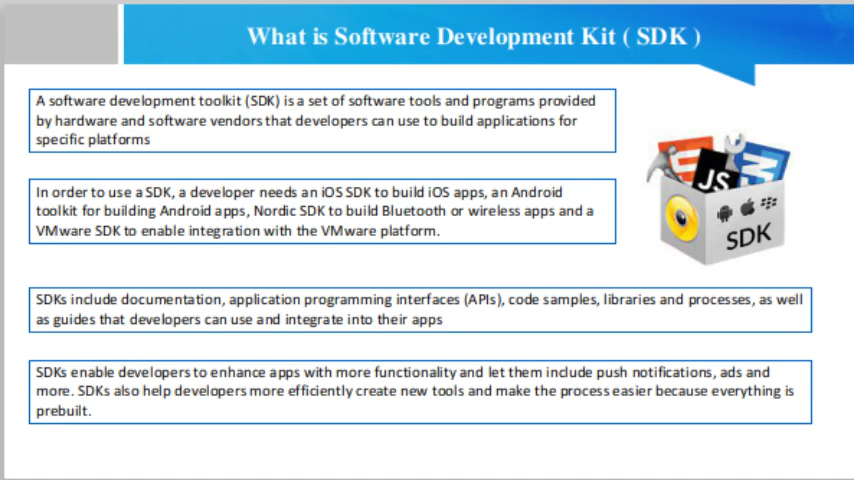 What is Software Development Kit ( SDK )
A software development toolkit (SDK) is a set of software tools and programs provided
by hardware and software vendors that developers can use to build applications for
specific platforms
In order to use a SDK, a developer needs an iOS SDK to build iOS apps, an Android
toolkit for building Android apps, Nordic SDK to build Bluetooth or wireless apps and a
VMware SDK to enable integration with the VMware platform.
JS
SDK
SDKs include documentation, application programming interfaces (APIs), code samples, libraries and processes, as well
as guides that developers can use and integrate into their apps
SDKs enable developers to enhance apps with more functionality and let them include push notifications, ads and
more. SDKs also help developers more efficiently create new tools and make the process easier because everything is
prebuilt.